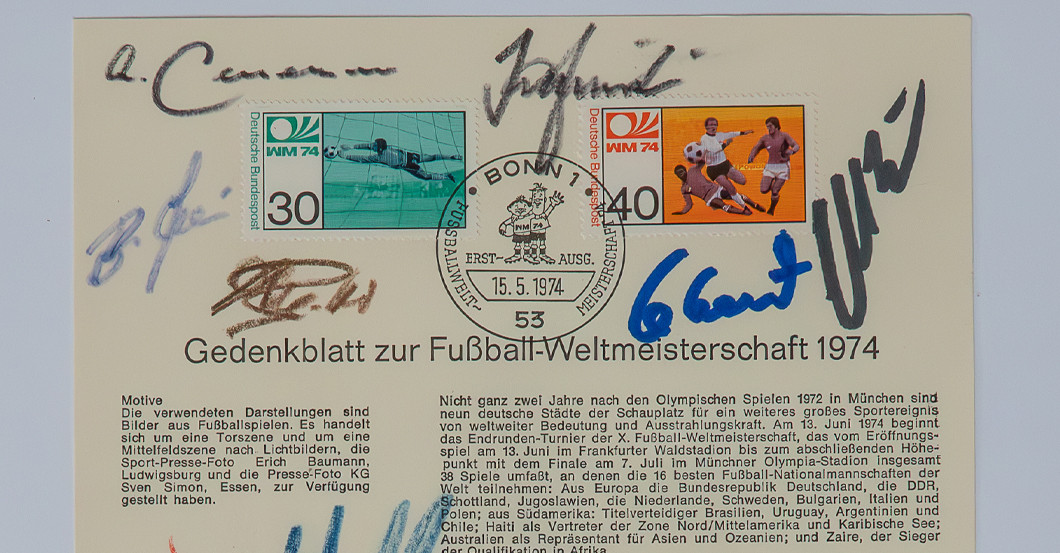 Deutsche Bundespost
WM 74
30
Deutsche Bundespost
WM 74
40
BONN 1
FUSSBALLWELT~
MEISTERSCHAFT
WM 74
ERST~ AUSG.
15.5.1974
53
Gedenkblatt zur Fußball-Weltmeisterschaft 1974
Motive
Die verwendeten Darstellungen sind
Bilder aus Fußballspielen. Es handelt
sich um eine Torszene und um eine
Mittelfeldszene nach Lichtbildern, die
Sport-Presse-Foto Erich Baumann,
Ludwigsburg und die Presse-Foto KG
Sven Simon, Essen, zur Verfügung
gestellt haben.
Nicht ganz zwei Jahre nach den Olympischen Spielen 1972 in München sind
neun deutsche Städte der Schauplatz für ein weiteres großes Sportereignis
von weltweiter Bedeutung und Ausstrahlungskraft. Am 13. Juni 1974 beginnt
das Endrunden-Turnier der X. Fußball-Weltmeisterschaft, das vom Eröffnungs-
spiel am 13. Juni im Frankfurter Waldstadion bis zum abschließenden Höhe-
punkt mit dem Finale am 7. Juli im Münchner Olympia-Stadion insgesamt
38 Spiele umfaßt, an denen die 16 besten Fußball-Nationalmannschaften der
Welt teilnehmen: Aus Europa die Bundesrepublik Deutschland, die DDR,
Schottland, Jugoslawien, die Niederlande, Schweden, Bulgarien, Italien und
Polen; aus Südamerika: Titelverteidiger Brasilien, Uruguay, Argentinien und
Chile; Haiti als Vertreter der Zone Nord/Mittelamerika und Karibische See;
Australien als Repräsentant für Asien und Ozeanien; und Zaire, der Sieger
der Qualifikation in Afrika.